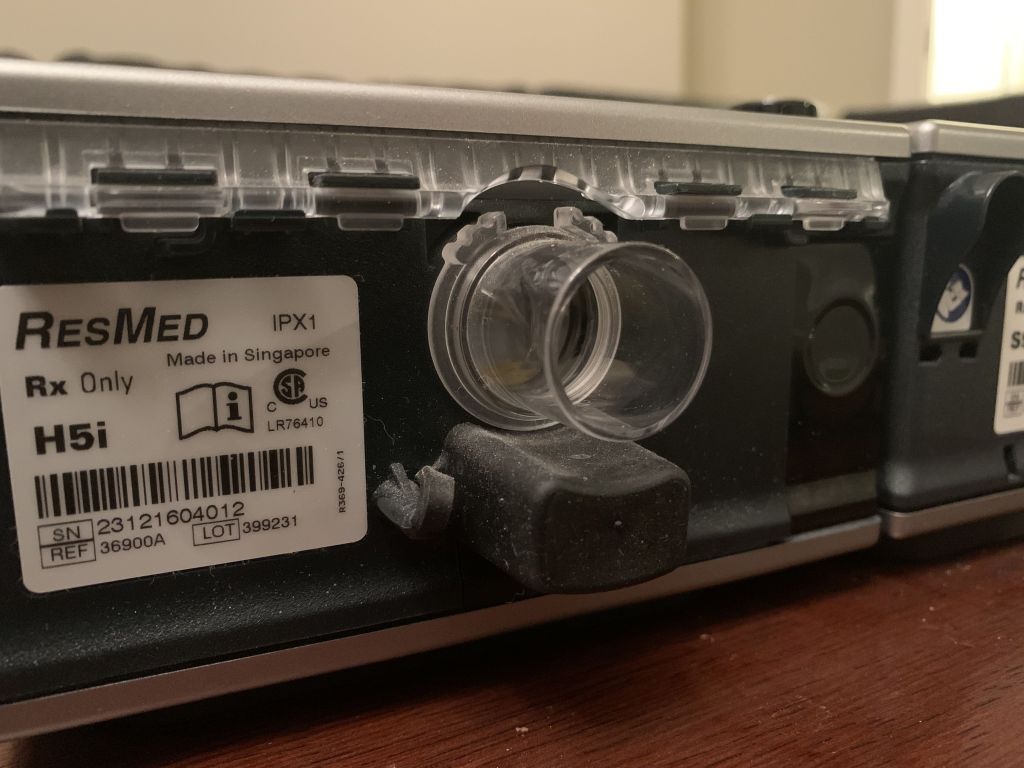 RESMED
IPX1
Made in Singapore
Rx Only
C US
LR76410
H5i
SN 23121604012
REF 36900A
LOT 399231
R369-426/1